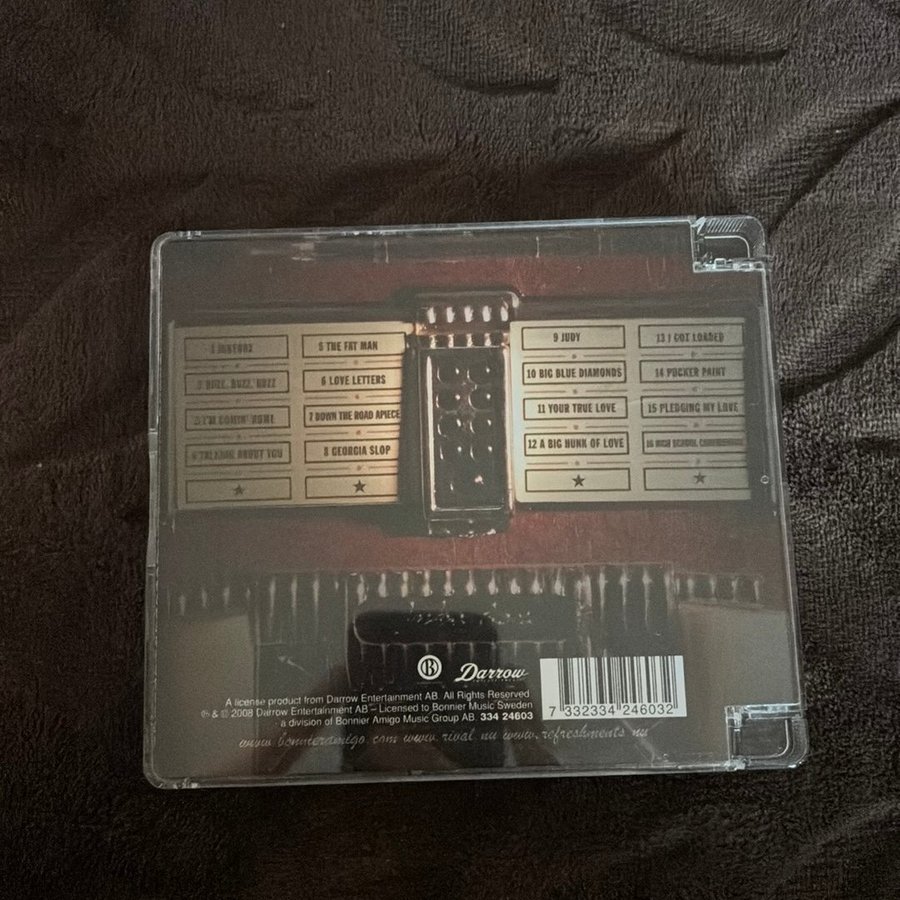 1 JUKEBOX
2 BUZZ, BUZZ, BUZZ
3 I'M COMIN' HOME
4 TALKING ABOUT YOU
5 THE FAT MAN
6 LOVE LETTERS
7 DOWN THE ROAD APIECE
8 GEORGIA SLOP
9 JUDY
10 BIG BLUE DIAMONDS
11 YOUR TRUE LOVE
12 A BIG HUNK OF LOVE
13 I GOT LOADED
14 PUCKER PAINT
15 PLEDGING MY LOVE
16 HIGH SCHOOL CONFIDENTIAL
B
Darrow
A license product from Darrow Entertainment AB. All Rights Reserved
℗ & © 2008 Darrow Entertainment AB – Licensed to Bonnier Music Sweden
a division of Bonnier Amigo Music Group AB. 334 24603
7 332334 246032
www.bonnieramigo.com www.rival.nu www.refreshments.nu